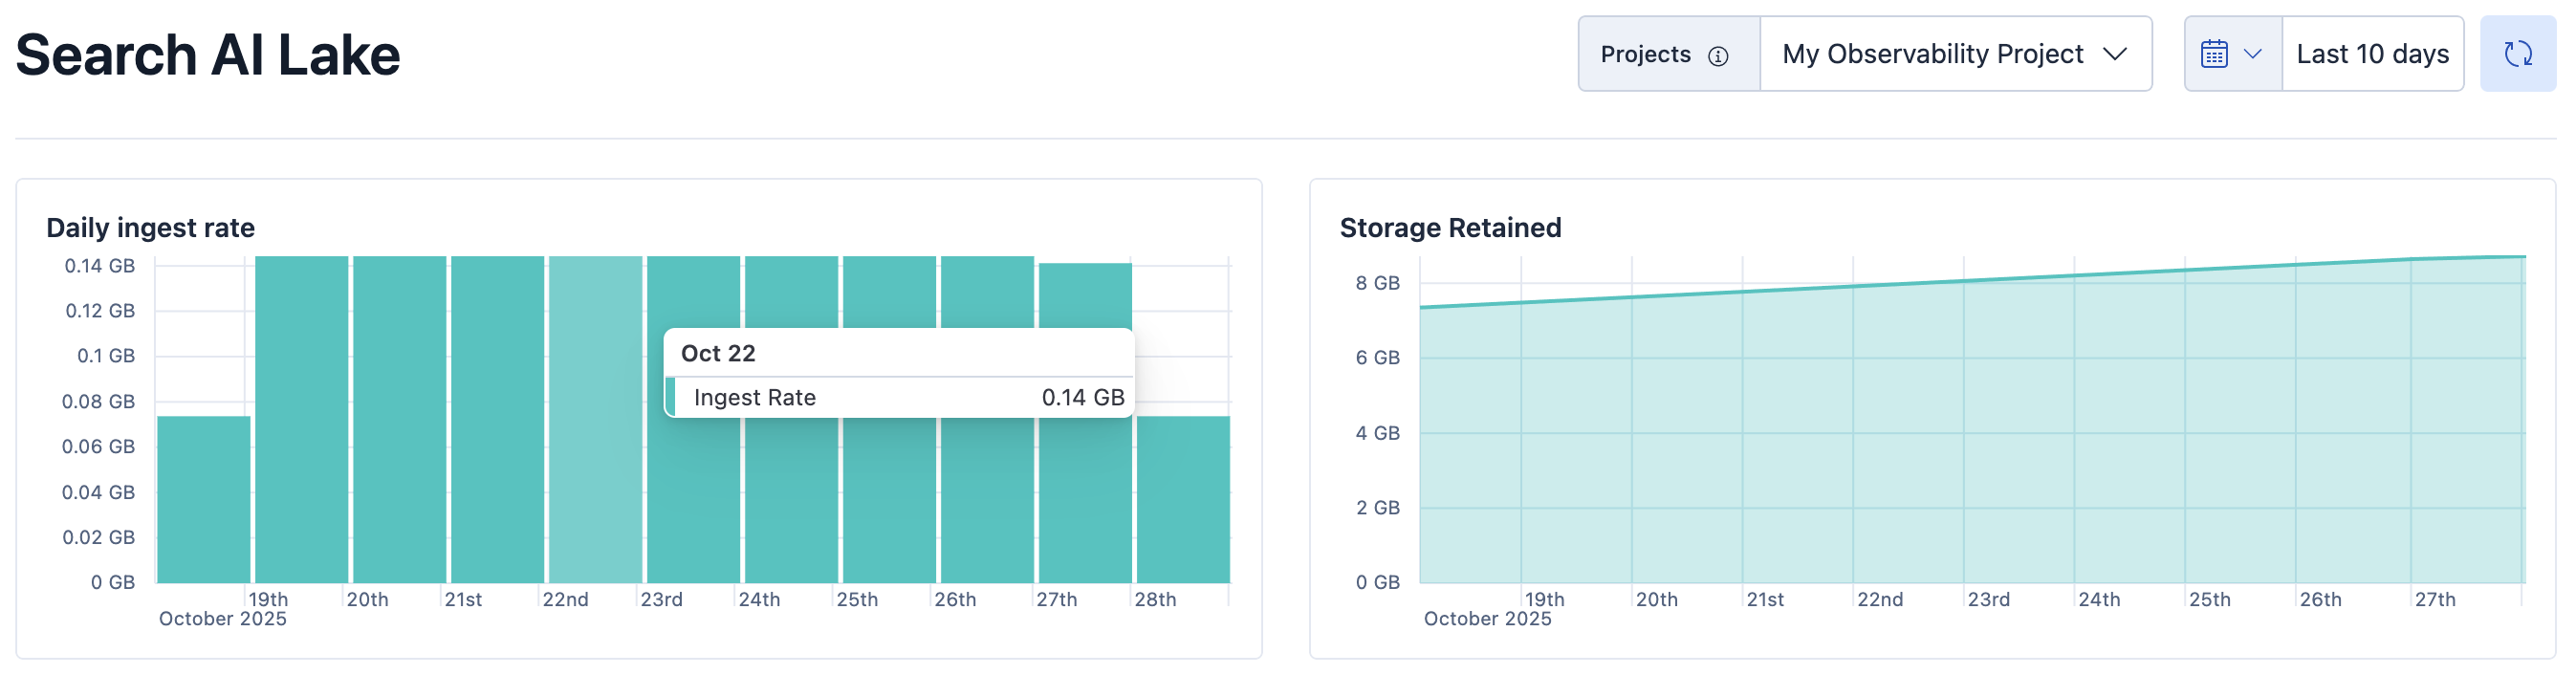 Search AI Lake
Projects My Observability Project Last 10 days
Daily ingest rate
0.14 GB
0.12 GB
0.1 GB
0.08 GB
0.06 GB
0.04 GB
0.02 GB
0 GB
Oct 22
Ingest Rate 0.14 GB
19th 20th 21st 22nd 23rd 24th 25th 26th 27th 28th
October 2025
Storage Retained
8 GB
6 GB
4 GB
2 GB
0 GB
19th 20th 21st 22nd 23rd 24th 25th 26th 27th
October 2025